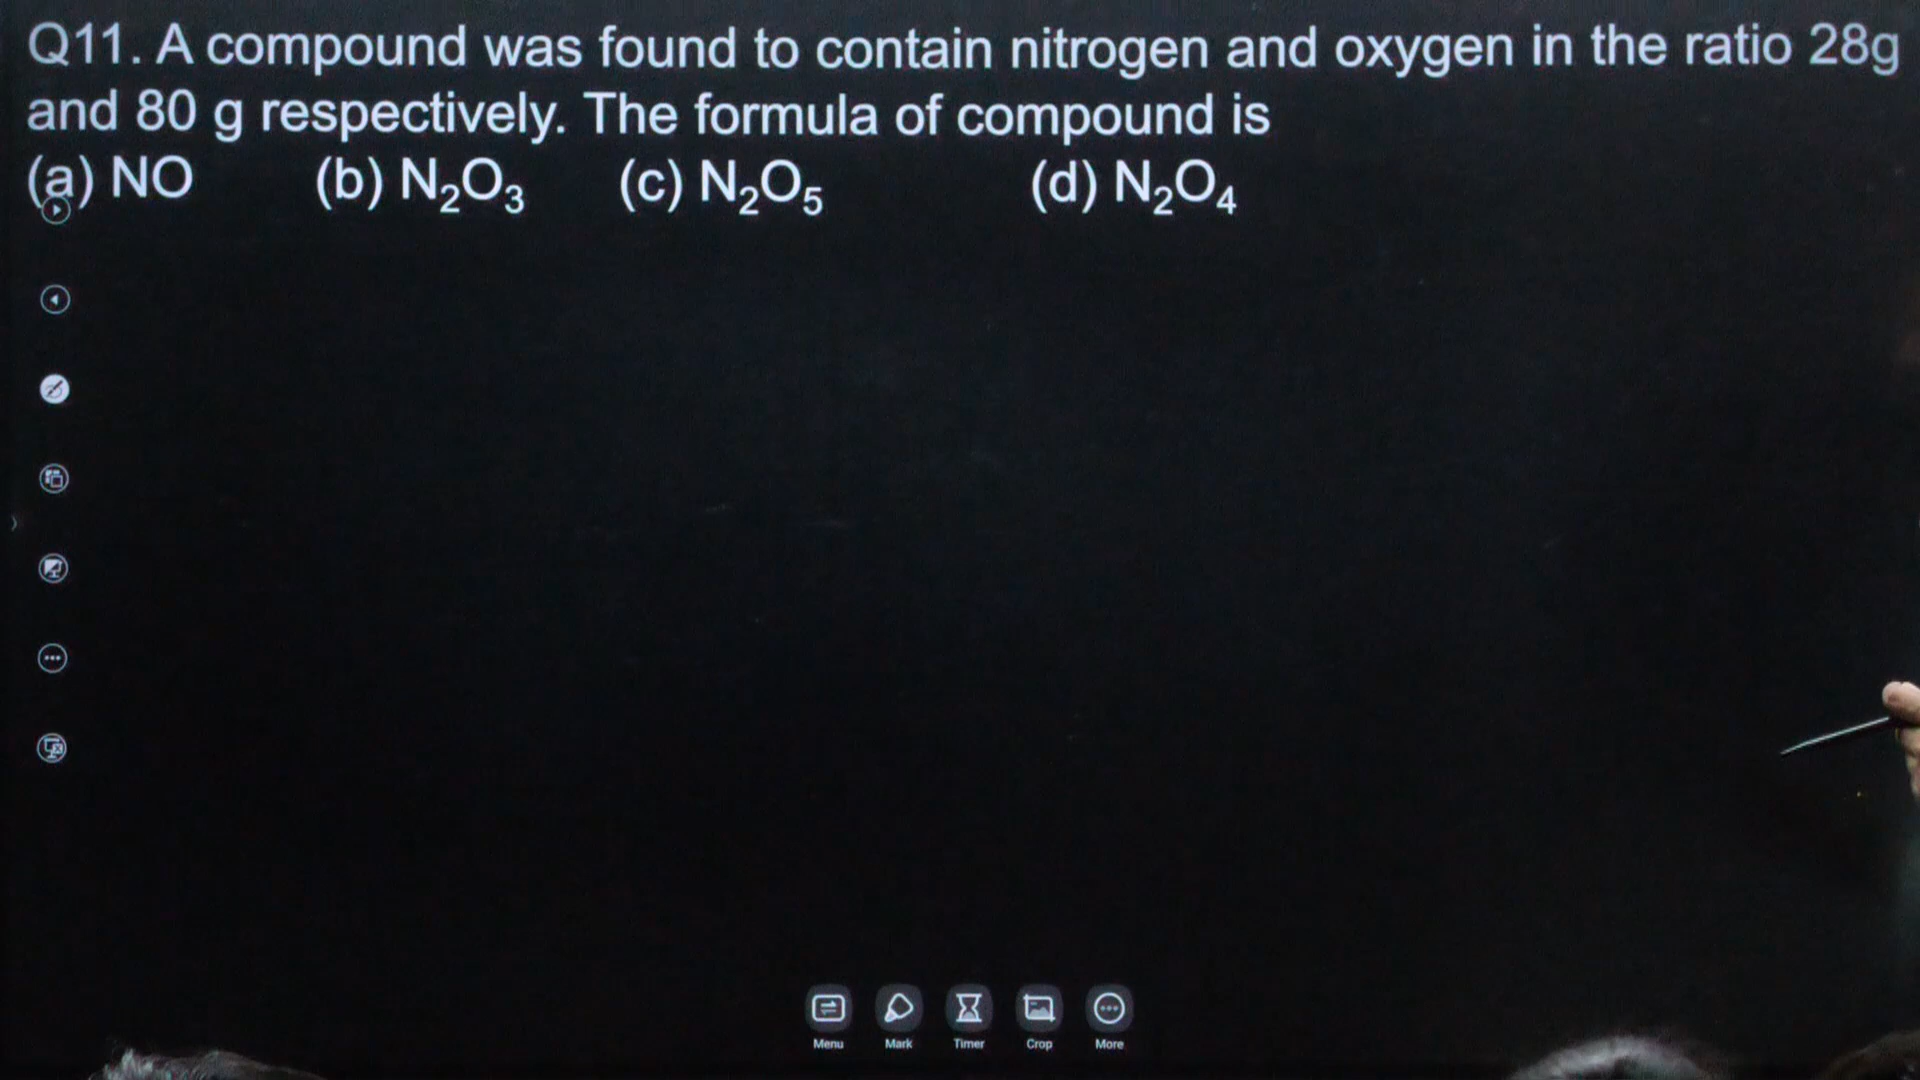 Q11. A compound was found to contain nitrogen and oxygen in the ratio 28g
and 80 g respectively. The formula of compound is
(a) NO (b) N₂O₃ (c) N₂O₅ (d) N₂O₄
Menu Mark Timer Crop More